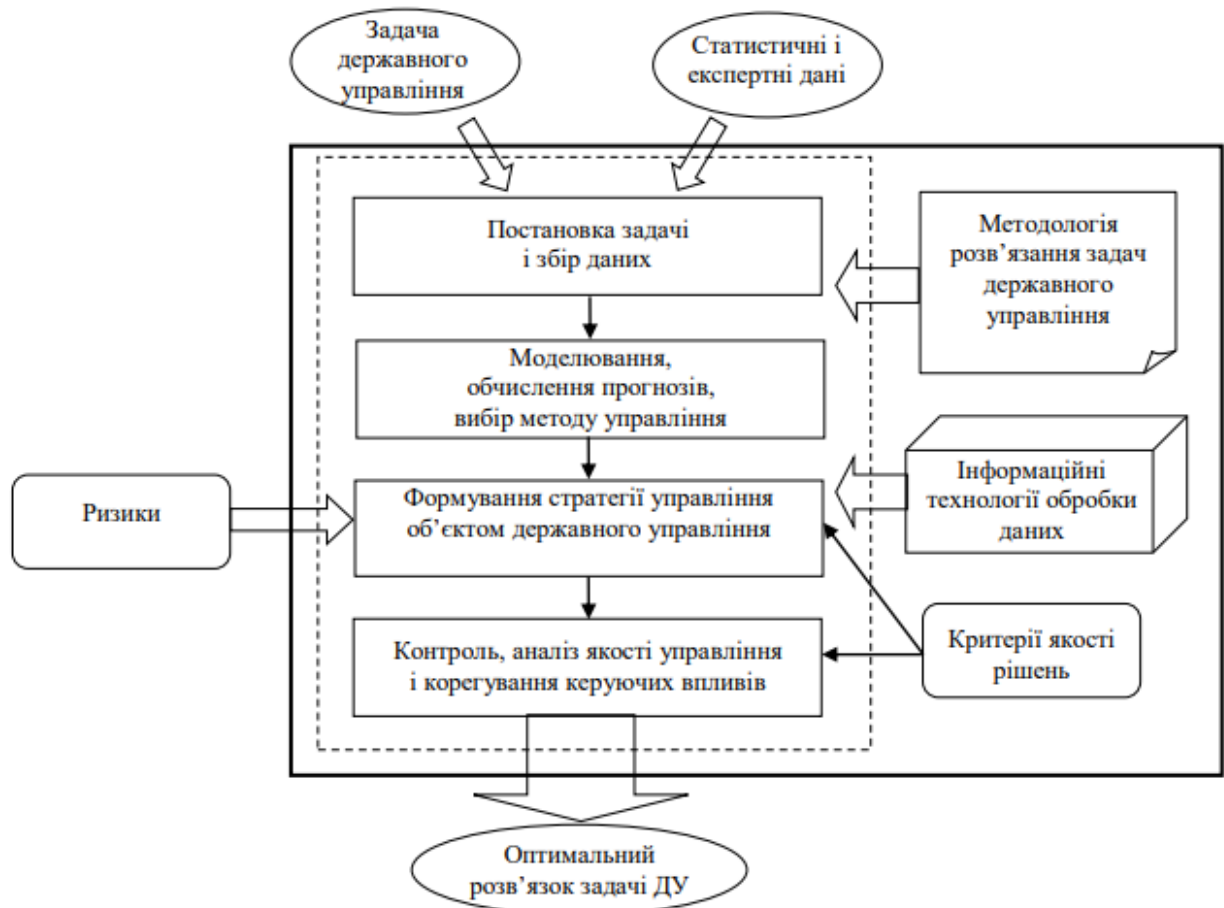 Задача
державного
управління
Статистичні і
експертні дані
Постановка задачі
і збір даних
Методологія
розв’язання задач
державного
управління
Моделювання,
обчислення прогнозів,
вибір методу управління
Ризики
Формування стратегії управління
об’єктом державного управління
Інформаційні
технології обробки
даних
Контроль, аналіз якості управління
і корегування керуючих впливів
Критерії якості
рішень
Оптимальний
розв’язок задачі ДУ